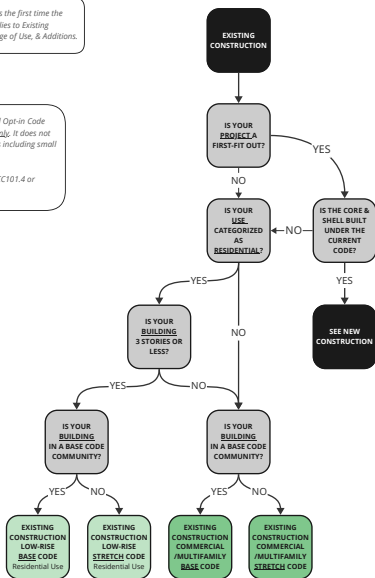 s the first time the
lies to Existing
ge of Use, & Additions.
EXISTING
CONSTRUCTION
d Opt-in Code
nly. It does not
s including small
EC101.4 or
IS YOUR
PROJECT A
FIRST-FIT OUT?
YES
NO
IS YOUR
USE
CATEGORIZED
AS
RESIDENTIAL?
NO
IS THE CORE &
SHELL BUILT
UNDER THE
CURRENT
CODE?
YES
YES
IS YOUR
BUILDING
3 STORIES OR
LESS?
NO
SEE NEW
CONSTRUCTION
YES
NO
IS YOUR
BUILDING
IN A BASE CODE
COMMUNITY?
IS YOUR
BUILDING
IN A BASE CODE
COMMUNITY?
YES
NO
YES
NO
EXISTING
CONSTRUCTION
LOW-RISE
BASE CODE
Residential Use
EXISTING
CONSTRUCTION
LOW-RISE
STRETCH CODE
Residential Use
EXISTING
CONSTRUCTION
COMMERCIAL
/MULTIFAMILY
BASE CODE
EXISTING
CONSTRUCTION
COMMERCIAL
/MULTIFAMILY
STRETCH CODE